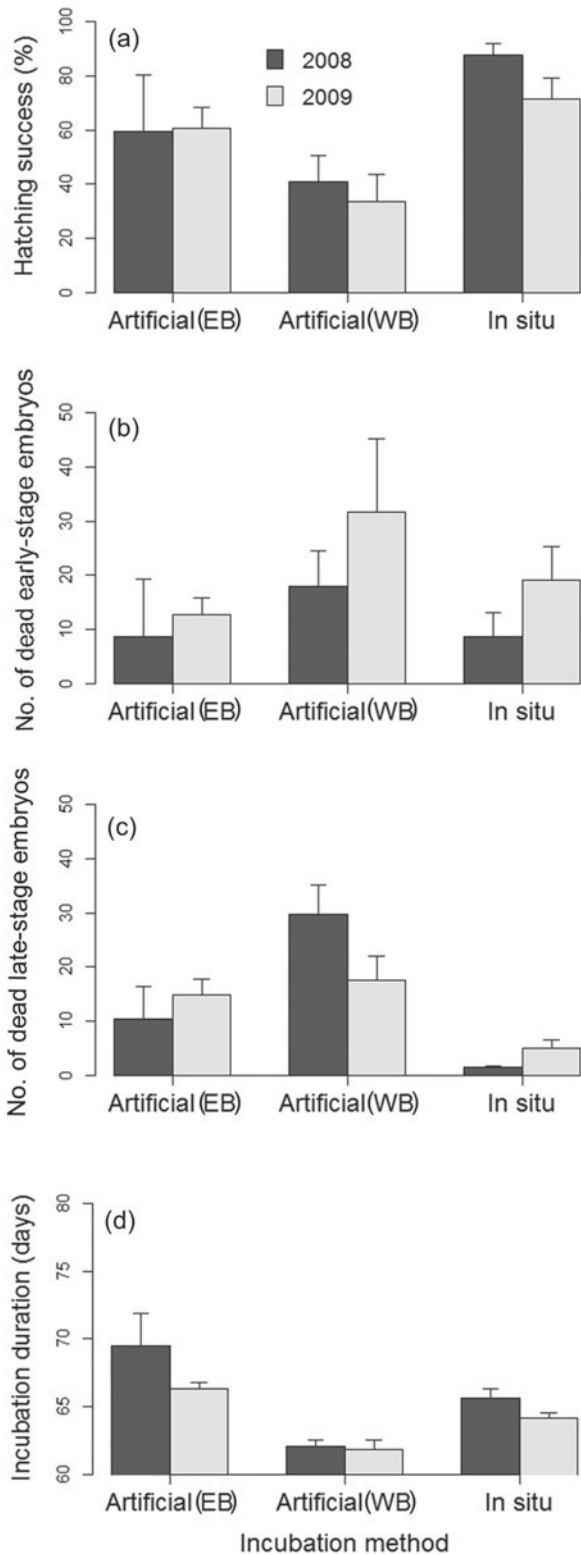 (a)
2008
2009
Hatching success (%)
100
80
60
40
20
0
Artificial(EB) Artificial(WB) In situ
(b)
No. of dead early-stage embryos
50
40
30
20
10
0
Artificial(EB) Artificial(WB) In situ
(c)
No. of dead late-stage embryos
50
40
30
20
10
0
Artificial(EB) Artificial(WB) In situ
(d)
Incubation duration (days)
80
75
70
65
60
Artificial(EB) Artificial(WB) In situ
Incubation method